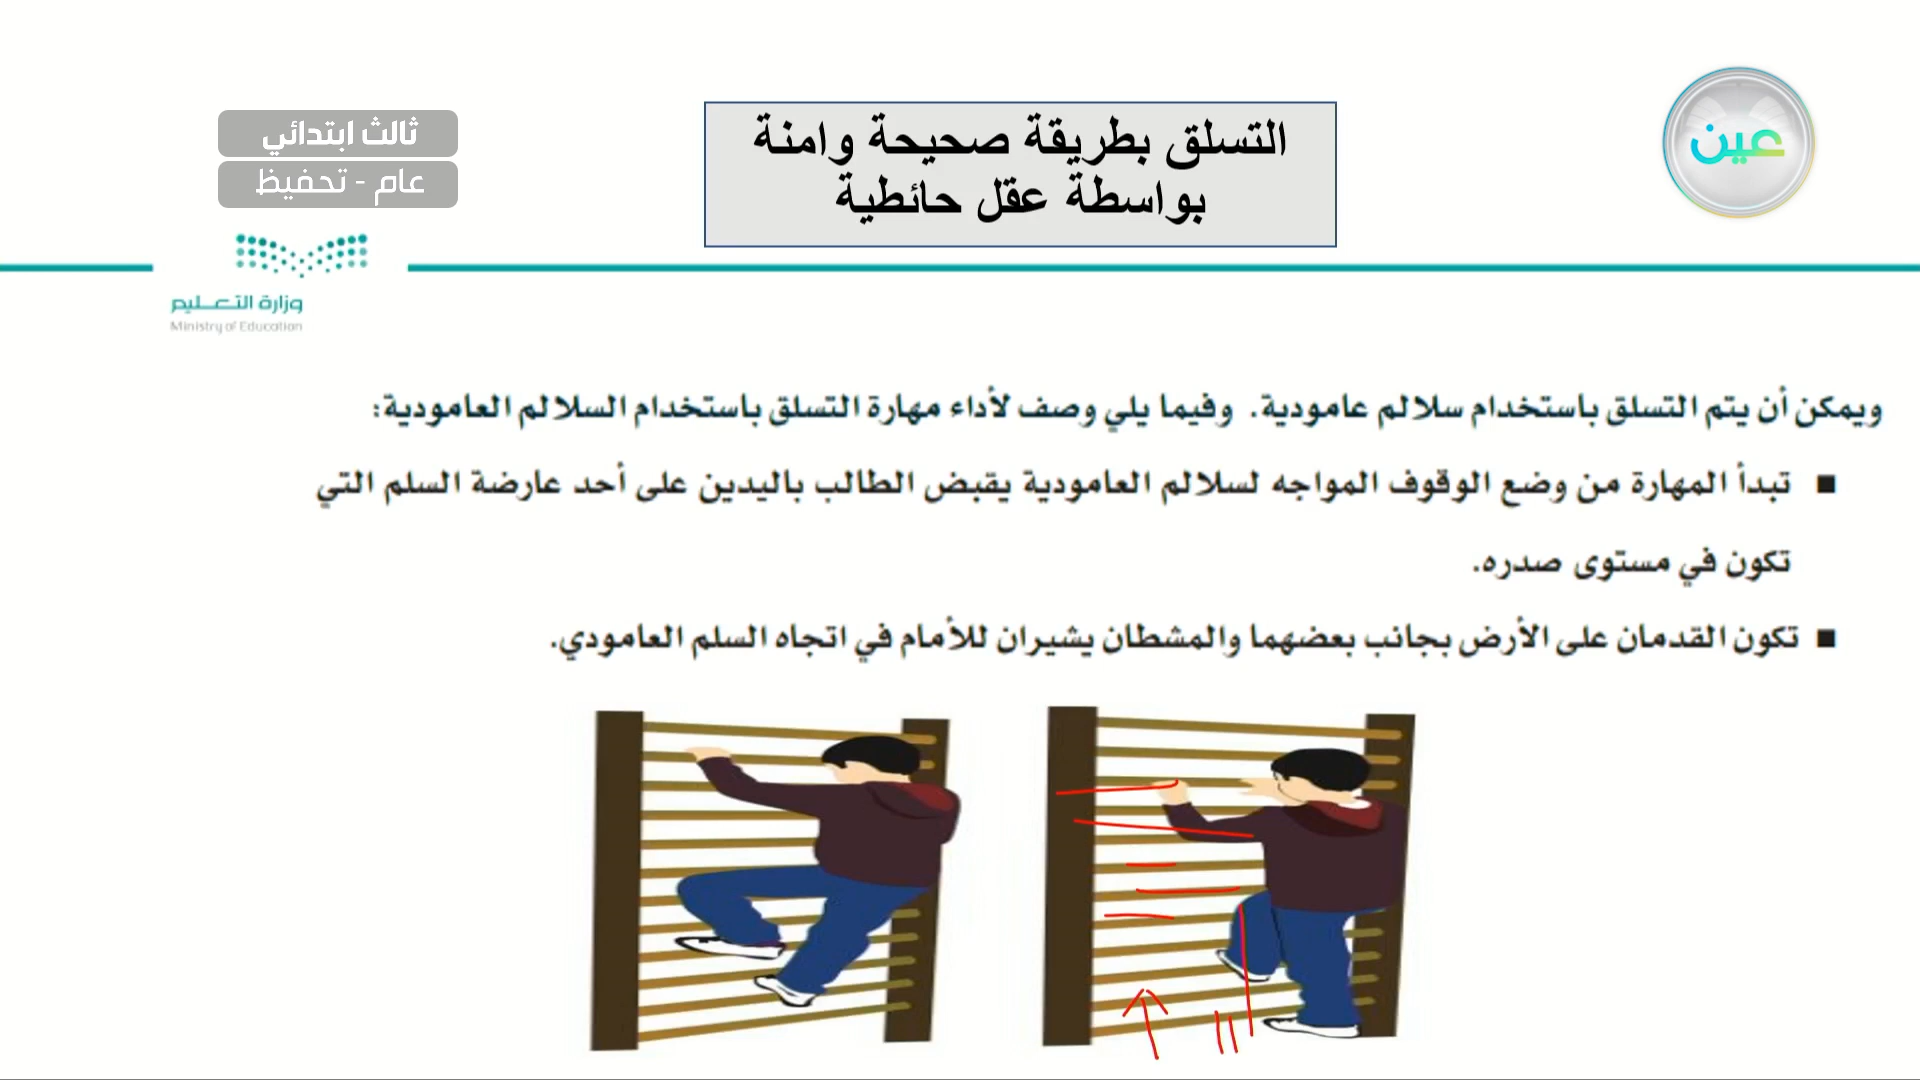 عين
التسلق بطريقة صحيحة وامنة
بواسطة عقل حائطية
ثالث ابتدائي
عام - تحفيظ
وزارة التعليم
Ministry of Education
ويمكن أن يتم التسلق باستخدام سلالم عامودية. وفيما يلي وصف لأداء مهارة التسلق باستخدام السلالم العامودية:
■ تبدأ المهارة من وضع الوقوف المواجه لسلالم العامودية يقبض الطالب باليدين على أحد عارضة السلم التي
تكون في مستوى صدره.
■ تكون القدمان على الأرض بجانب بعضهما والمشطان يشيران للأمام في اتجاه السلم العامودي.